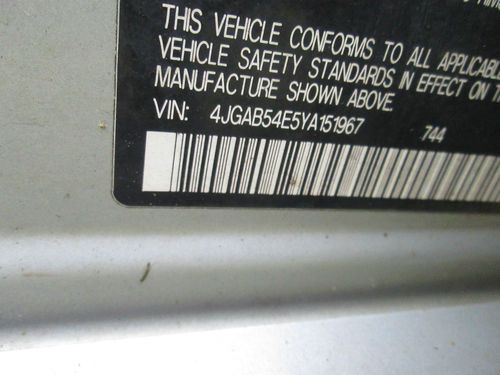 THIS VEHICLE CONFORMS TO ALL
VEHICLE SAFETY STANDARDS IN EFFECT ON
MANUFACTURE SHOWN ABOVE.
VIN: 4JGAB54E5YA151967 744